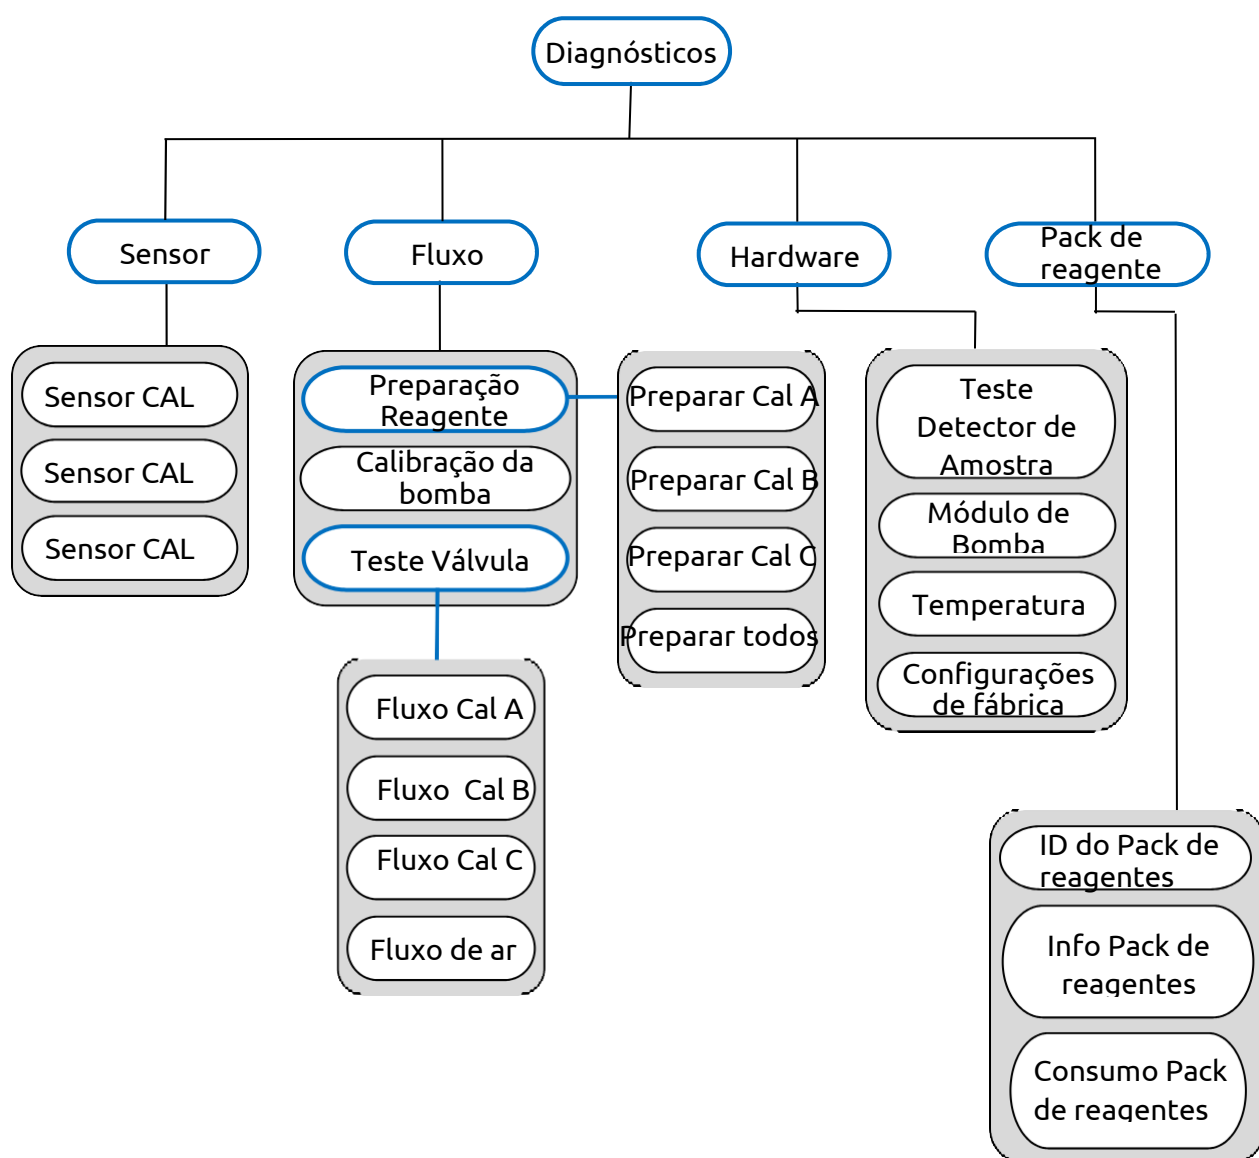 Diagnósticos
Sensor
Fluxo
Hardware
Pack de
reagente
Sensor CAL
Sensor CAL
Sensor CAL
Preparação
Reagente
Calibração da
bomba
Teste Válvula
Preparar Cal A
Preparar Cal B
Preparar Cal C
Preparar todos
Fluxo Cal A
Fluxo  Cal B
Fluxo Cal C
Fluxo de ar
Teste
Detector de
Amostra
Módulo de
Bomba
Temperatura
Configurações
de fábrica
ID do Pack de
reagentes
Info Pack de
reagentes
Consumo Pack
de reagentes